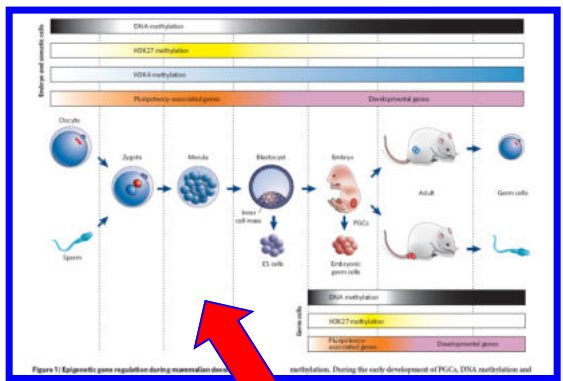 Embryo and somatic cells
DNA methylation
H3K27 methylation
H3K4 methylation
Pluripotency-associated genes
Developmental genes
Oocyte
Zygote
Morula
Blastocyst
Embryo
Adult
Germ cells
Inner
cell mass
PGCs
Sperm
ES cells
Embryonic
germ cells
Germ cells
DNA methylation
H3K27 methylation
Pluripotency-
associated genes
Developmental genes
Figure 1 | Epigenetic gene regulation during mammalian
methylation. During the early development of PGCs, DNA methylation and